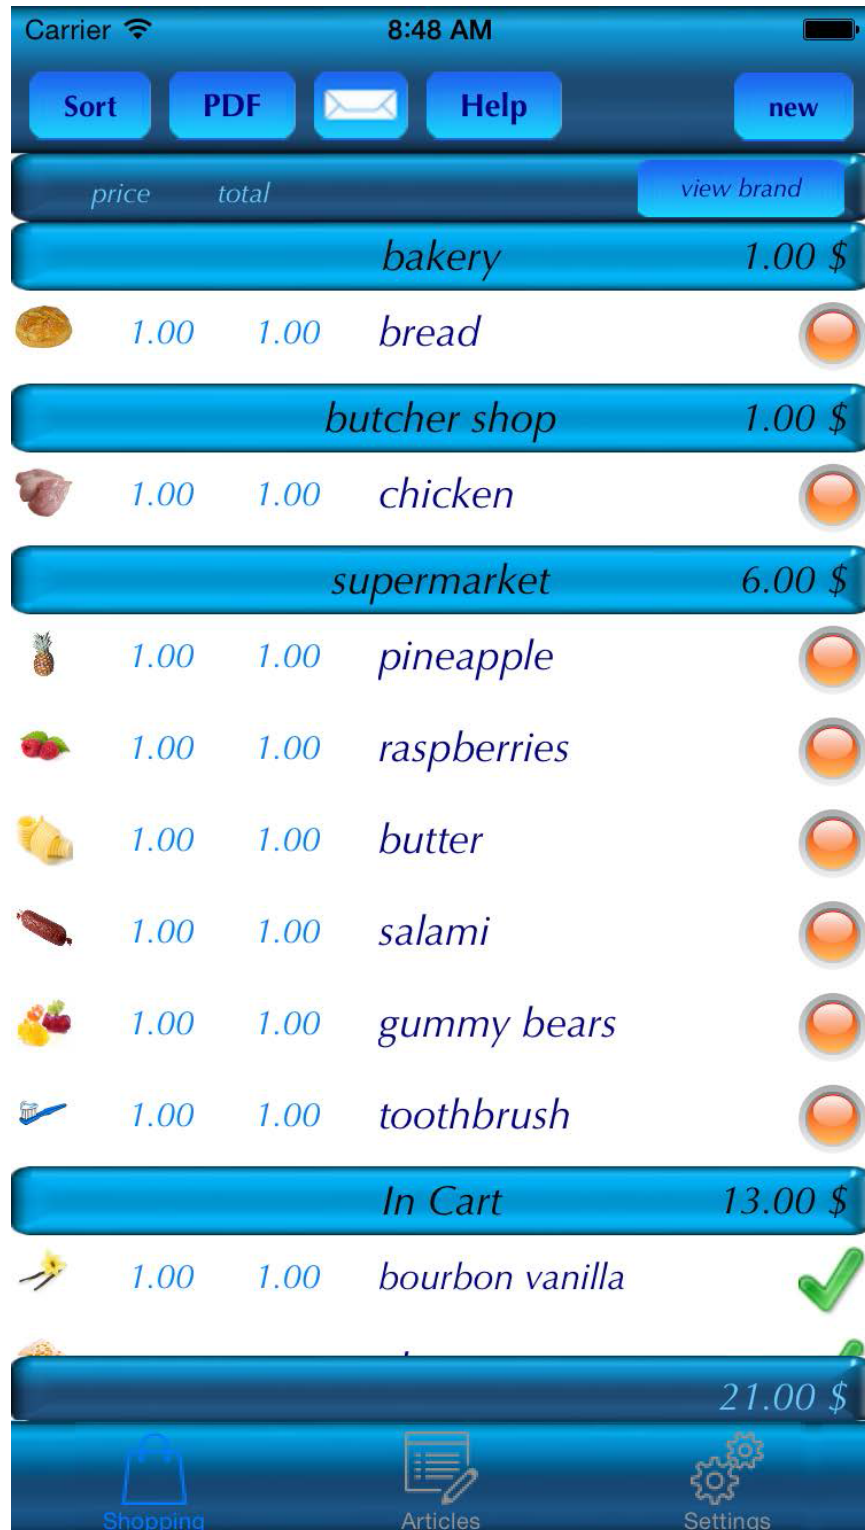 Carrier 8:48 AM
Sort PDF Help new
price total view brand
bakery 1.00 $
1.00 1.00 bread
butcher shop 1.00 $
1.00 1.00 chicken
supermarket 6.00 $
1.00 1.00 pineapple
1.00 1.00 raspberries
1.00 1.00 butter
1.00 1.00 salami
1.00 1.00 gummy bears
1.00 1.00 toothbrush
In Cart 13.00 $
1.00 1.00 bourbon vanilla
21.00 $
Shopping Articles Settings